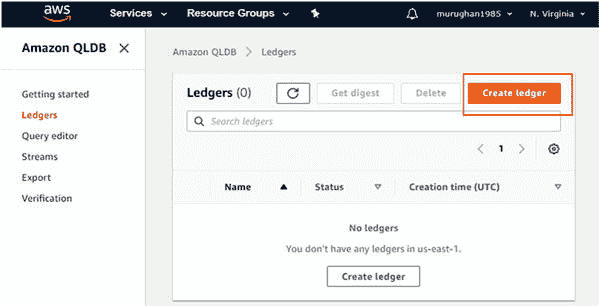 aws Services Resource Groups murughan1985 N. Virginia
Amazon QLDB
Amazon QLDB Ledgers
Getting started
Ledgers
Query editor
Streams
Export
Verification
Ledgers (0) Get digest Delete Create ledger
Search ledgers
1
Name Status Creation time (UTC)
No ledgers
You don't have any ledgers in us-east-1.
Create ledger